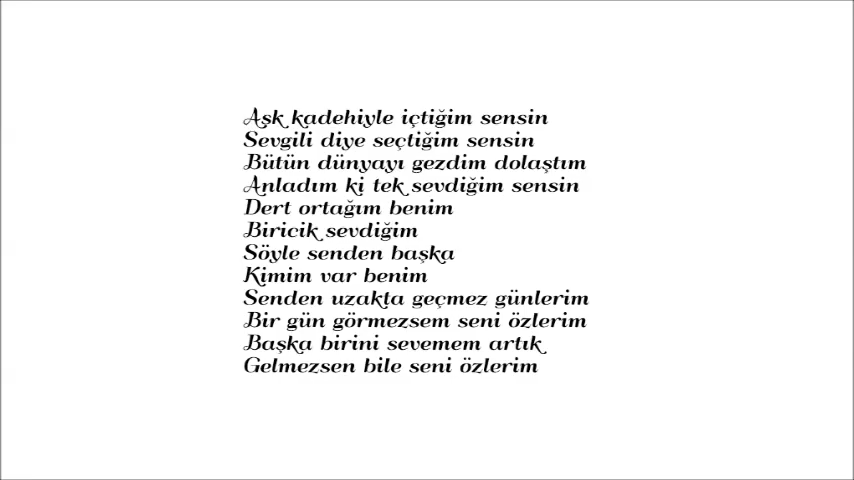 Aşk kadehiyle içtiğim sensin
Sevgili diye seçtiğim sensin
Bütün dünyayı gezdim dolaştım
Anladım ki tek sevdiğim sensin
Dert ortağım benim
Biricik sevdiğim
Söyle senden başka
Kimim var benim
Senden uzakta geçmez günlerim
Bir gün görmezsem seni özlerim
Başka birini sevemem artık
Gelmezsen bile seni özlerim